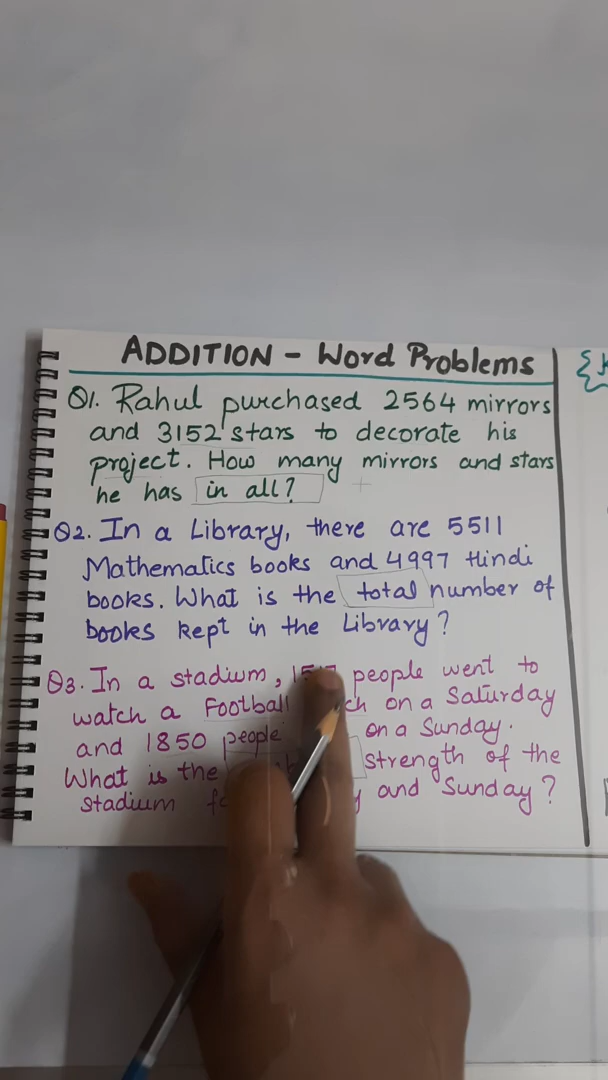 ADDITION - Word Problems
Q1. Rahul purchased 2564 mirrors
and 3152 stars to decorate his
project. How many mirrors and stars
he has in all?
Q2. In a Library, there are 5511
Mathematics books and 4997 Hindi
books. What is the total number of
books kept in the Library?
Q3. In a stadium, people went to
watch a Football on a Saturday
and 1850 people on a Sunday.
What is the strength of the
stadium and Sunday?